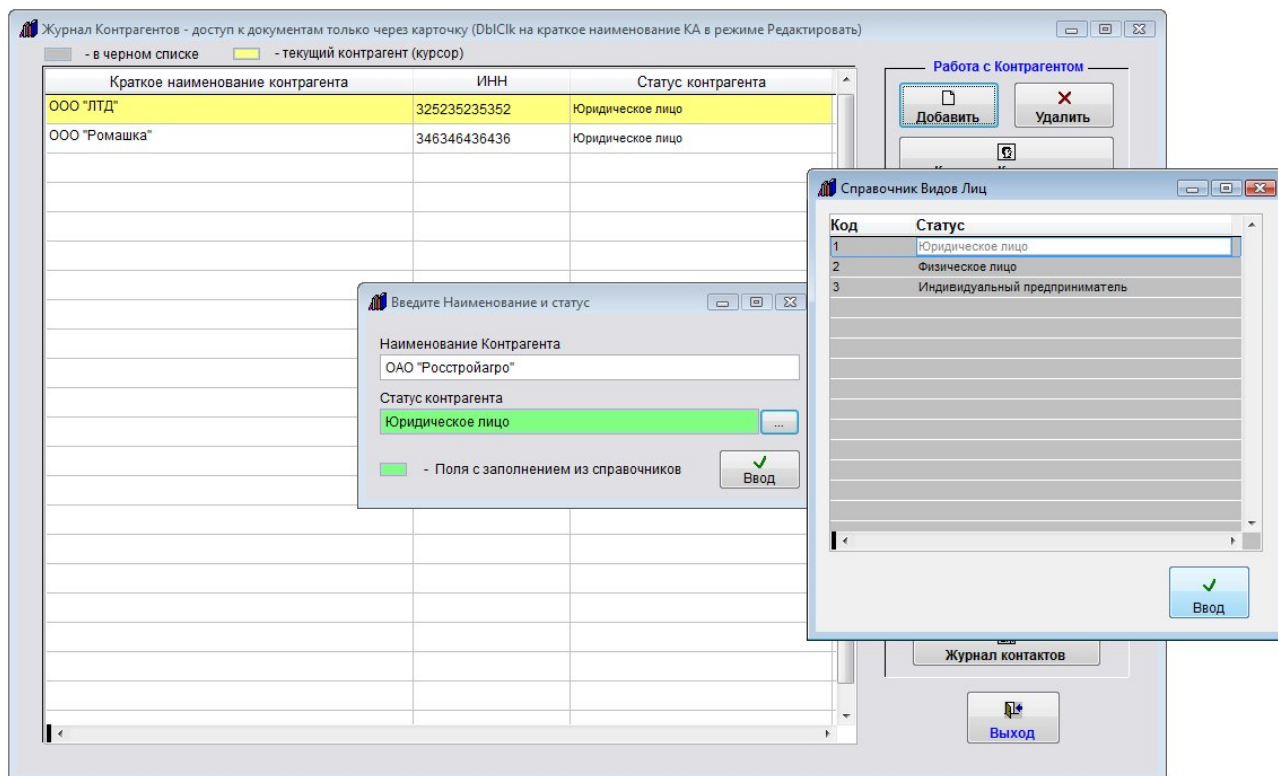 Журнал Контрагентов - доступ к документам только через карточку (DblClk на краткое наименование КА в режиме Редактировать)
- в черном списке - текущий контрагент (курсор)
Краткое наименование контрагента ИНН Статус контрагента
ООО "ЛТД" 325235235352 Юридическое лицо
ООО "Ромашка" 346346436436 Юридическое лицо
Работа с Контрагентом
Добавить Удалить
Справочник Видов Лиц
Код Статус
1 Юридическое лицо
2 Физическое лицо
3 Индивидуальный предприниматель
Ввод
Введите Наименование и статус
Наименование Контрагента
ОАО "Росстройагро"
Статус контрагента
Юридическое лицо
...
- Поля с заполнением из справочников
Ввод
Журнал контактов
Выход